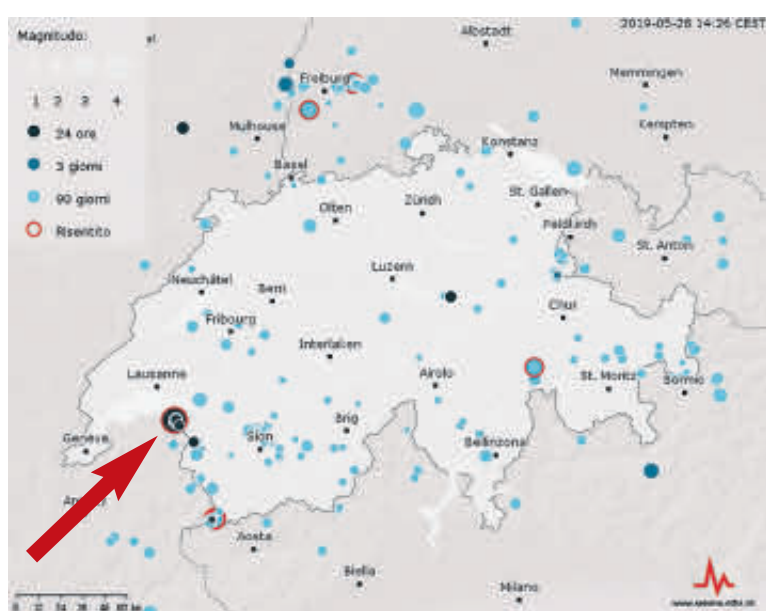 2019-05-28 14:26 CEST
Magnitudo:
1 2 3 4
24 ore
3 giorni
90 giorni
Risentito
Albstadt
Memmingen
Freiburg
Mulhouse
Kempten
Konstanz
Basel
St. Gallen
Olten
Zürich
Feldkirch
St. Anton
Luzern
Neuchâtel
Bern
Chur
Fribourg
Interlaken
Lausanne
Airolo
St. Moritz
Bormio
Brig
Genève
Sion
Bellinzona
Aosta
Biella
Milano